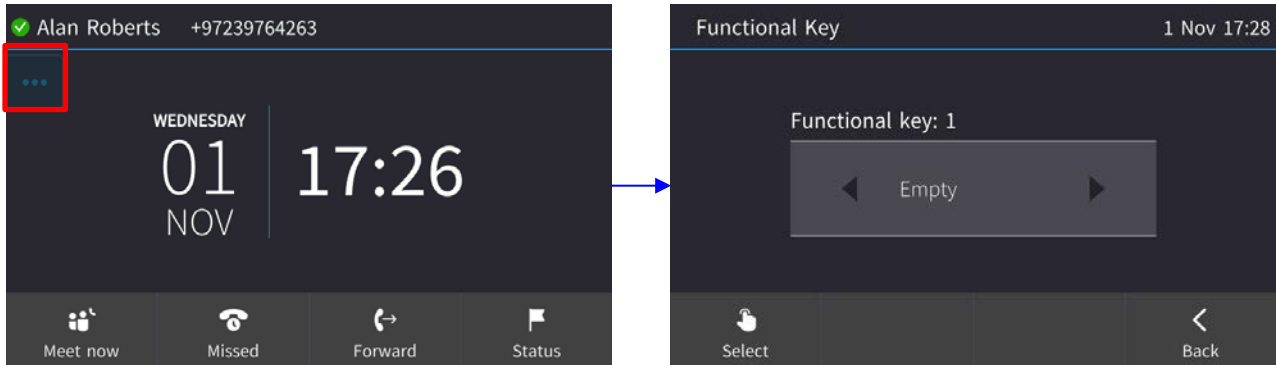 Alan Roberts +97239764263
WEDNESDAY
01
NOV
17:26
Meet now Missed Forward Status
Functional Key 1 Nov 17:28
Functional key: 1
Empty
Select Back